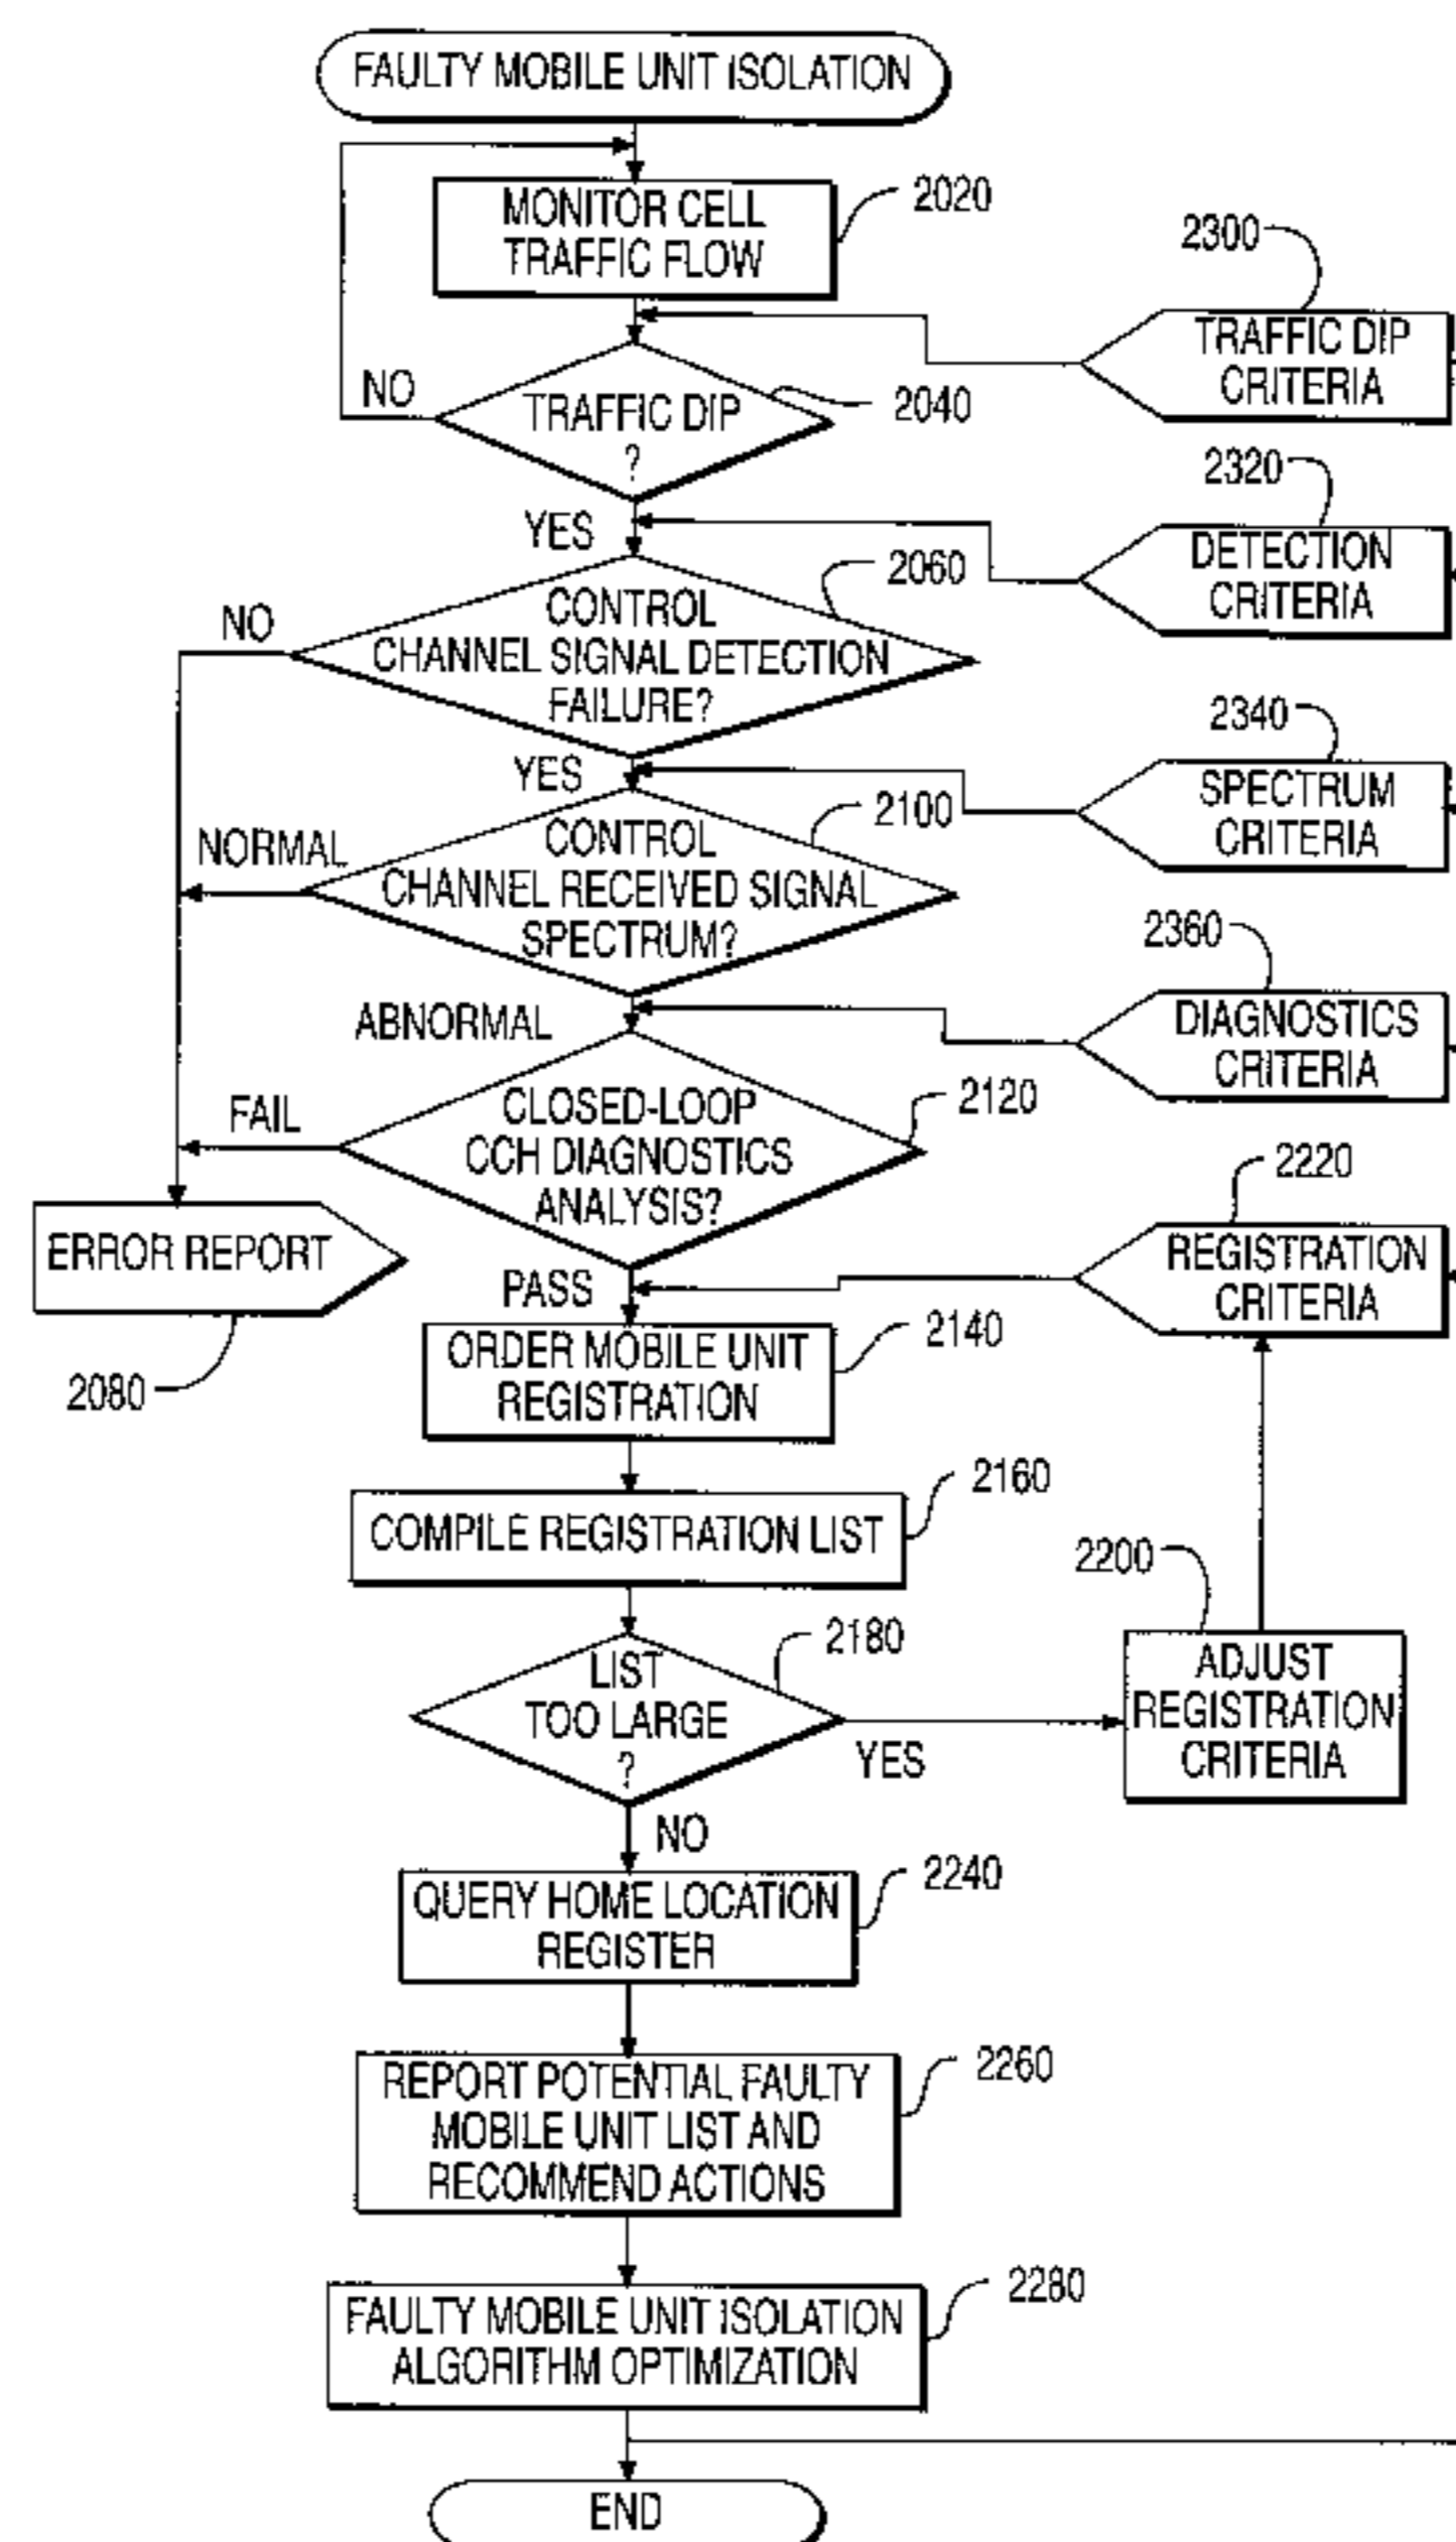 FAULTY MOBILE UNIT ISOLATION
MONITOR CELL
TRAFFIC FLOW
2020
2300
TRAFFIC DIP
CRITERIA
NO
TRAFFIC DIP
?
2040
2320
YES
DETECTION
CRITERIA
2060
NO
CONTROL
CHANNEL SIGNAL DETECTION
FAILURE?
2340
YES
SPECTRUM
CRITERIA
2100
NORMAL
CONTROL
CHANNEL RECEIVED SIGNAL
SPECTRUM?
2360
ABNORMAL
DIAGNOSTICS
CRITERIA
FAIL
CLOSED-LOOP
CCH DIAGNOSTICS
ANALYSIS?
2120
2220
ERROR REPORT
REGISTRATION
CRITERIA
PASS
2080
ORDER MOBILE UNIT
REGISTRATION
2140
COMPILE REGISTRATION LIST
2160
2200
LIST
TOO LARGE
?
2180
YES
ADJUST
REGISTRATION
CRITERIA
NO
QUERY HOME LOCATION
REGISTER
2240
REPORT POTENTIAL FAULTY
MOBILE UNIT LIST AND
RECOMMEND ACTIONS
2260
FAULTY MOBILE UNIT ISOLATION
ALGORITHM OPTIMIZATION
2280
END